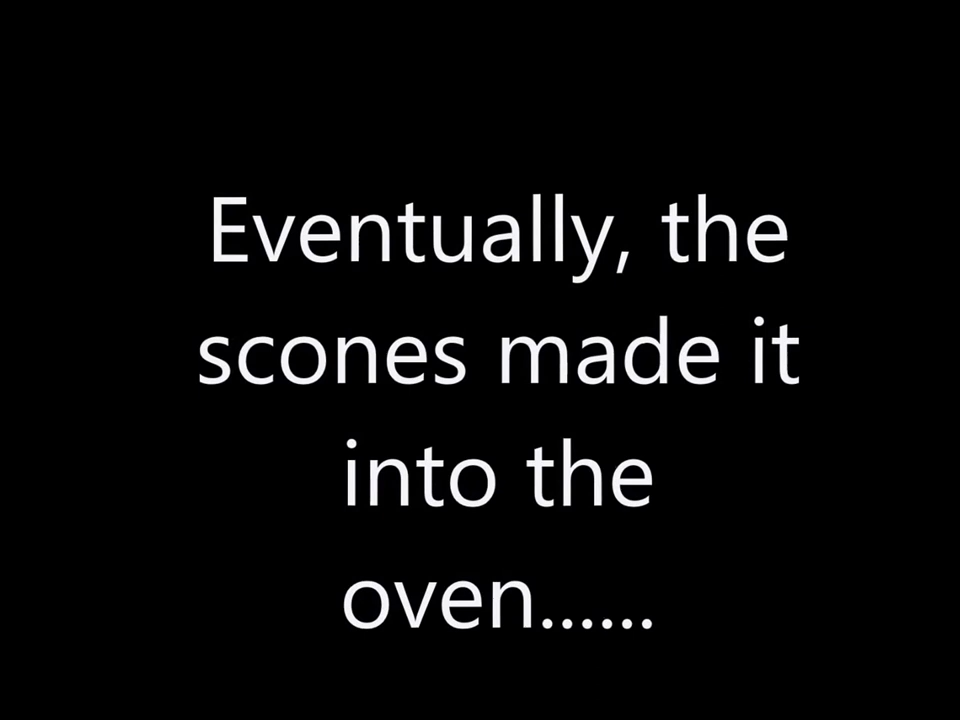 Eventually, the
scones made it
into the
oven......